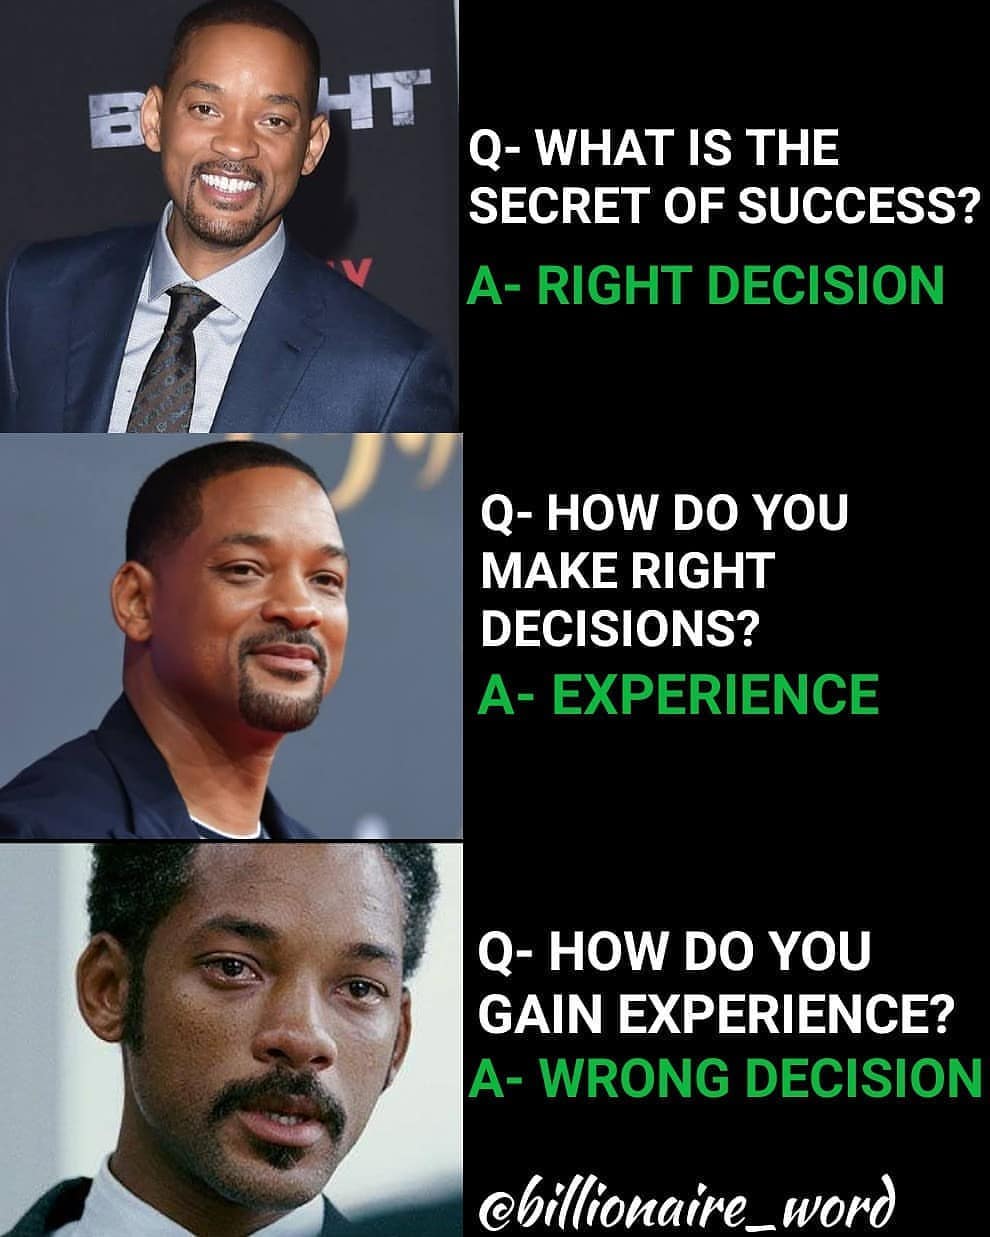 Q- WHAT IS THE
SECRET OF SUCCESS?
A- RIGHT DECISION
Q- HOW DO YOU
MAKE RIGHT
DECISIONS?
A- EXPERIENCE
Q- HOW DO YOU
GAIN EXPERIENCE?
A- WRONG DECISION
@billionaire_word